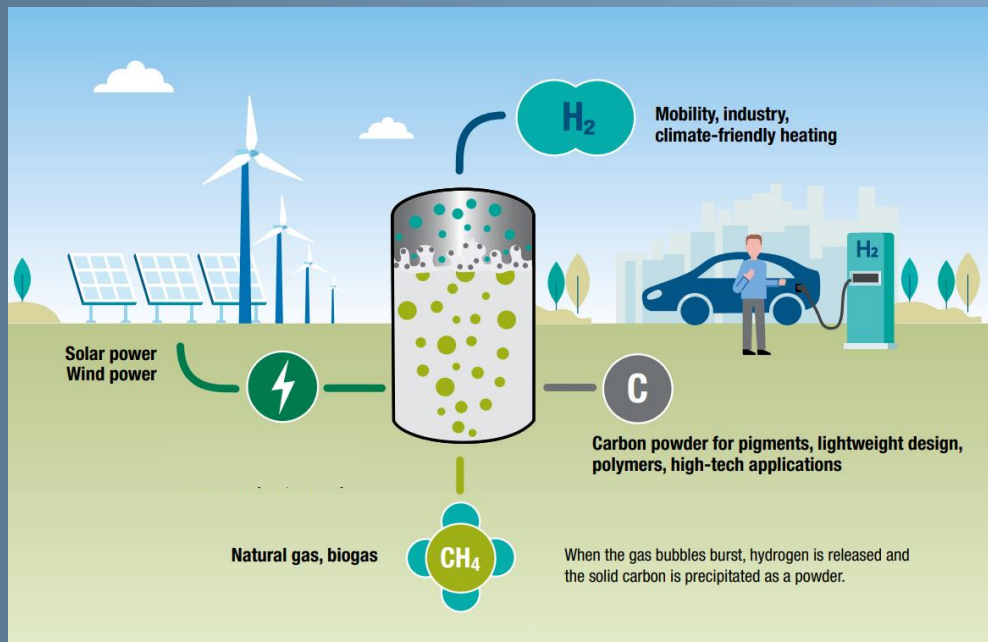 H₂
Mobility, industry,
climate-friendly heating
H₂
Solar power
Wind power
C
Carbon powder for pigments, lightweight design,
polymers, high-tech applications
Natural gas, biogas
CH₄
When the gas bubbles burst, hydrogen is released and
the solid carbon is precipitated as a powder.